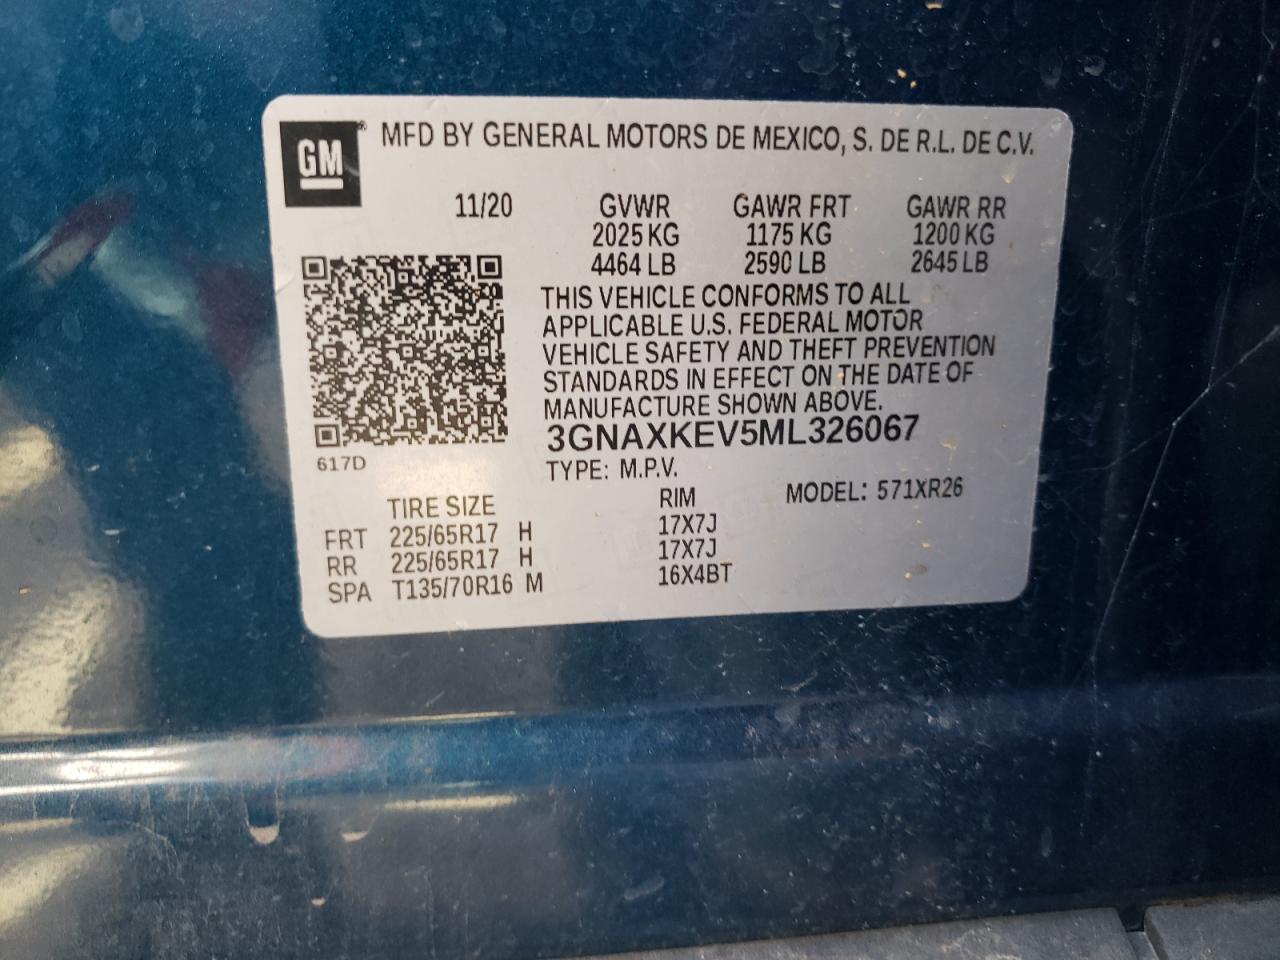 GM MFD BY GENERAL MOTORS DE MEXICO, S. DE R.L. DE C.V.
11/20 GVWR GAWR FRT GAWR RR
2025 KG 1175 KG 1200 KG
4464 LB 2590 LB 2645 LB
THIS VEHICLE CONFORMS TO ALL
APPLICABLE U.S. FEDERAL MOTOR
VEHICLE SAFETY AND THEFT PREVENTION
STANDARDS IN EFFECT ON THE DATE OF
MANUFACTURE SHOWN ABOVE.
3GNAXKEV5ML326067
617D
TYPE: M.P.V.
TIRE SIZE RIM MODEL: 571XR26
FRT 225/65R17 H 17X7J
RR 225/65R17 H 17X7J
SPA T135/70R16 M 16X4BT